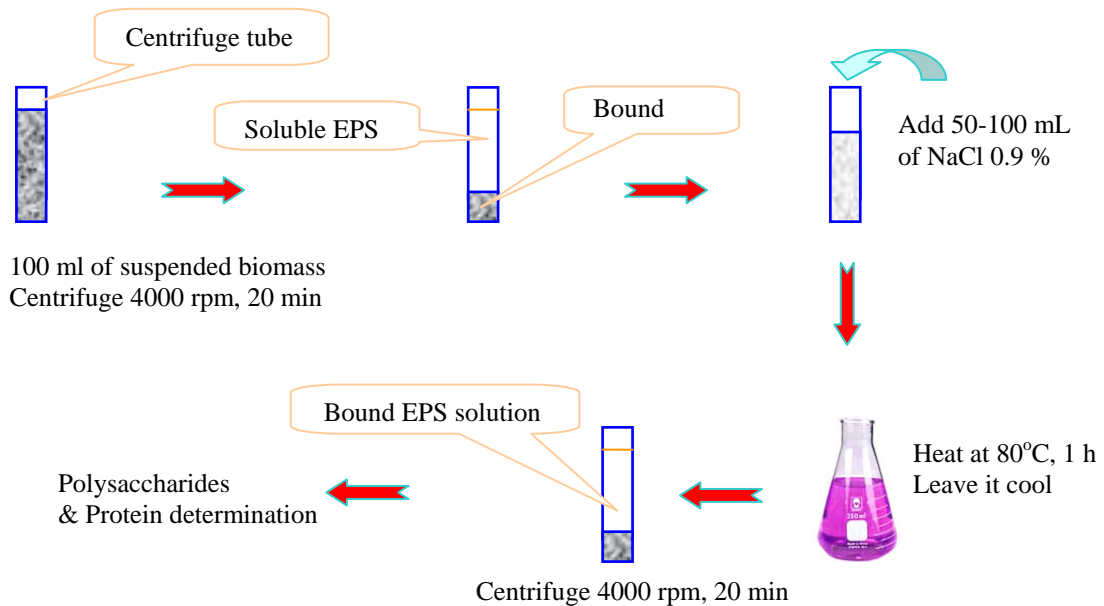 Centrifuge tube
Soluble EPS
Bound
Add 50-100 mL
of NaCl 0.9 %
100 ml of suspended biomass
Centrifuge 4000 rpm, 20 min
Bound EPS solution
Heat at 80°C, 1 h
Leave it cool
250 ml
Polysaccharides
& Protein determination
Centrifuge 4000 rpm, 20 min